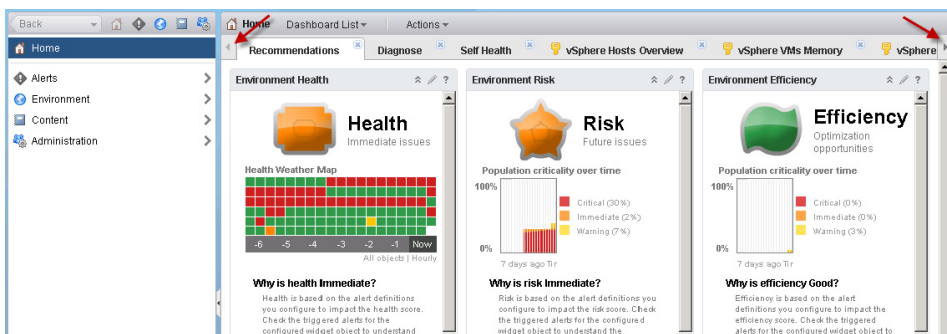 Back
Home Dashboard List Actions
Home
Alerts
Environment
Content
Administration
Recommendations Diagnose Self Health vSphere Hosts Overview vSphere VMs Memory vSphere
Environment Health ?
Health
Immediate issues
Health Weather Map
-6 -5 -4 -3 -2 -1 Now
All objects | Hourly
Why is health Immediate?
Health is based on the alert definitions
you configure to impact the health score.
Check the triggered alerts for the
configured widget object to understand
Environment Risk ?
Risk
Future issues
Population criticality over time
100%
Critical (30%)
Immediate (2%)
Warning (7%)
0%
7 days ago Tir
Why is risk Immediate?
Risk is based on the alert definitions you
configure to impact the risk score. Check
the triggered alerts for the configured
widget object to understand the
Environment Efficiency ?
Efficiency
Optimization
opportunities
Population criticality over time
100%
Critical (0%)
Immediate (0%)
Warning (3%)
0%
7 days ago Tir
Why is efficiency Good?
Efficiency is based on the alert
definitions you configure to impact the
efficiency score. Check the triggered
alerts for the configured widget object to